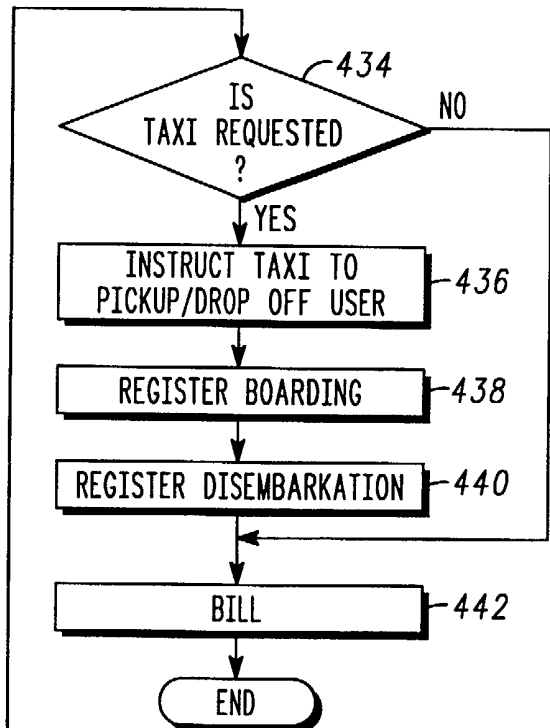 434
IS
TAXI REQUESTED
?
NO
YES
INSTRUCT TAXI TO
PICKUP/DROP OFF USER
436
REGISTER BOARDING
438
REGISTER DISEMBARKATION
440
BILL
442
END